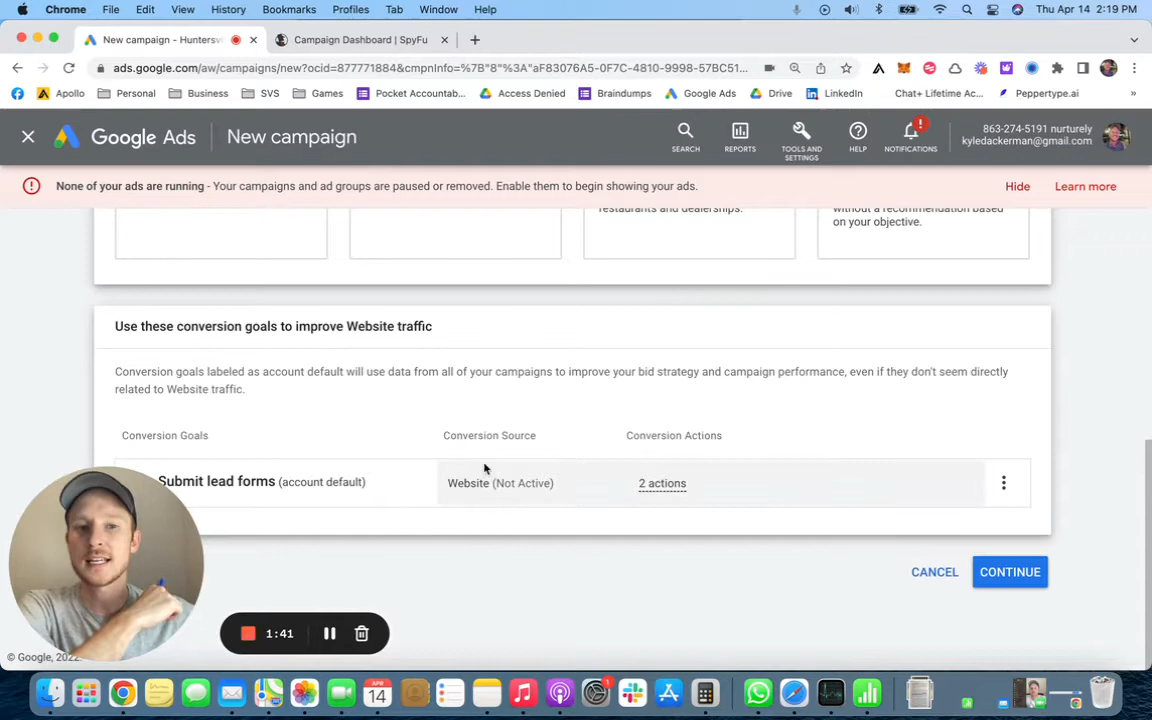 Chrome File Edit View History Bookmarks Profiles Tab Window Help Thu Apr 14 2:19 PM
New campaign - Huntersvi Campaign Dashboard | SpyFu
ads.google.com/aw/campaigns/new?ocid=877771884&cmpnInfo=%7B"8"%3A"aF83076A5-0F7C-4810-9998-57BC51...
Apollo Personal Business SVS Games Pocket Accountab... Access Denied Braindumps Google Ads Drive LinkedIn Chat+ Lifetime Ac... Peppertype.ai »
Google Ads New campaign
SEARCH REPORTS TOOLS AND SETTINGS HELP NOTIFICATIONS
863-274-5191 nurturely
kyledackerman@gmail.com
None of your ads are running - Your campaigns and ad groups are paused or removed. Enable them to begin showing your ads. Hide Learn more
restaurants and dealerships.
without a recommendation based
on your objective.
Use these conversion goals to improve Website traffic
Conversion goals labeled as account default will use data from all of your campaigns to improve your bid strategy and campaign performance, even if they don't seem directly
related to Website traffic.
Conversion Goals Conversion Source Conversion Actions
Submit lead forms (account default) Website (Not Active) 2 actions
CANCEL CONTINUE
1:41
© Google, 2022.
APR
14
1